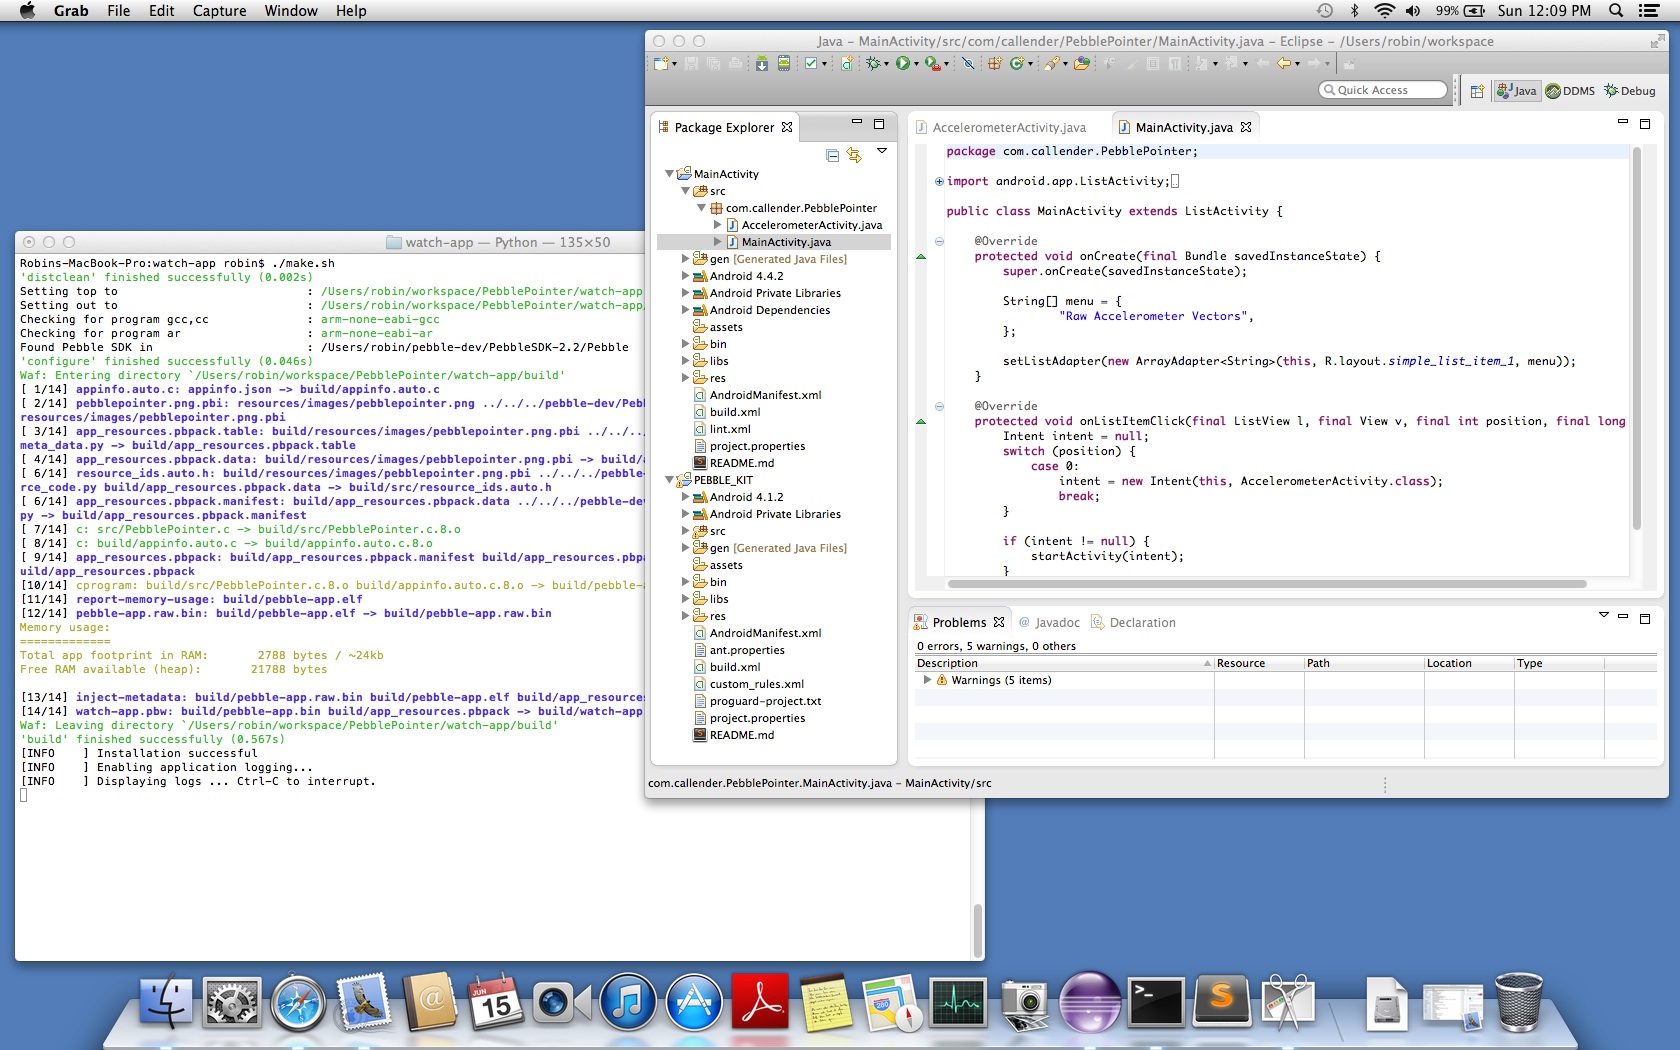 Grab File Edit Capture Window Help
99% Sun 12:09 PM
watch-app — Python — 135×50
Robins-MacBook-Pro:watch-app robin$ ./make.sh
'distclean' finished successfully (0.002s)
Setting top to : /Users/robin/workspace/PebblePointer/watch-app
Setting out to : /Users/robin/workspace/PebblePointer/watch-app/
Checking for program gcc,cc : arm-none-eabi-gcc
Checking for program ar : arm-none-eabi-ar
Found Pebble SDK in : /Users/robin/pebble-dev/PebbleSDK-2.2/Pebble
'configure' finished successfully (0.046s)
Waf: Entering directory `/Users/robin/workspace/PebblePointer/watch-app/build'
[ 1/14] appinfo.auto.c: appinfo.json -> build/appinfo.auto.c
[ 2/14] pebblepointer.png.pbi: resources/images/pebblepointer.png ../../../pebble-dev/Peb
resources/images/pebblepointer.png.pbi
[ 3/14] app_resources.pbpack.table: build/resources/images/pebblepointer.png.pbi ../../../
meta_data.py -> build/app_resources.pbpack.table
[ 4/14] app_resources.pbpack.data: build/resources/images/pebblepointer.png.pbi -> build/
[ 6/14] resource_ids.auto.h: build/resources/images/pebblepointer.png.pbi ../../../pebble-
rce_code.py build/app_resources.pbpack.data -> build/src/resource_ids.auto.h
[ 6/14] app_resources.pbpack.manifest: build/app_resources.pbpack.data ../../../pebble-de
py -> build/app_resources.pbpack.manifest
[ 7/14] c: src/PebblePointer.c -> build/src/PebblePointer.c.8.o
[ 8/14] c: build/appinfo.auto.c -> build/appinfo.auto.c.8.o
[ 9/14] app_resources.pbpack: build/app_resources.pbpack.manifest build/app_resources.pbp
uild/app_resources.pbpack
[10/14] cprogram: build/src/PebblePointer.c.8.o build/appinfo.auto.c.8.o -> build/pebble-
[11/14] report-memory-usage: build/pebble-app.elf
[12/14] pebble-app.raw.bin: build/pebble-app.elf -> build/pebble-app.raw.bin
Memory usage:
=============
Total app footprint in RAM: 2788 bytes / ~24kb
Free RAM available (heap): 21788 bytes
[13/14] inject-metadata: build/pebble-app.raw.bin build/pebble-app.elf build/app_resources
[14/14] watch-app.pbw: build/pebble-app.bin build/app_resources.pbpack -> build/watch-app
Waf: Leaving directory `/Users/robin/workspace/PebblePointer/watch-app/build'
'build' finished successfully (0.567s)
[INFO ] Installation successful
[INFO ] Enabling application logging...
[INFO ] Displaying logs ... Ctrl-C to interrupt.
Java – MainActivity/src/com/callender/PebblePointer/MainActivity.java – Eclipse – /Users/robin/workspace
Quick Access
Java DDMS Debug
Package Explorer
MainActivity
src
com.callender.PebblePointer
AccelerometerActivity.java
MainActivity.java
gen [Generated Java Files]
Android 4.4.2
Android Private Libraries
Android Dependencies
assets
bin
libs
res
AndroidManifest.xml
build.xml
lint.xml
project.properties
README.md
PEBBLE_KIT
Android 4.1.2
Android Private Libraries
src
gen [Generated Java Files]
assets
bin
libs
res
AndroidManifest.xml
ant.properties
build.xml
custom_rules.xml
proguard-project.txt
project.properties
README.md
AccelerometerActivity.java MainActivity.java
package com.callender.PebblePointer;
import android.app.ListActivity;
public class MainActivity extends ListActivity {
@Override
protected void onCreate(final Bundle savedInstanceState) {
super.onCreate(savedInstanceState);
String[] menu = {
"Raw Accelerometer Vectors",
};
setListAdapter(new ArrayAdapter<String>(this, R.layout.simple_list_item_1, menu));
}
@Override
protected void onListItemClick(final ListView l, final View v, final int position, final long
Intent intent = null;
switch (position) {
case 0:
intent = new Intent(this, AccelerometerActivity.class);
break;
}
if (intent != null) {
startActivity(intent);
}
Problems Javadoc Declaration
0 errors, 5 warnings, 0 others
Description Resource Path Location Type
Warnings (5 items)
com.callender.PebblePointer.MainActivity.java – MainActivity/src
JUN
15
280